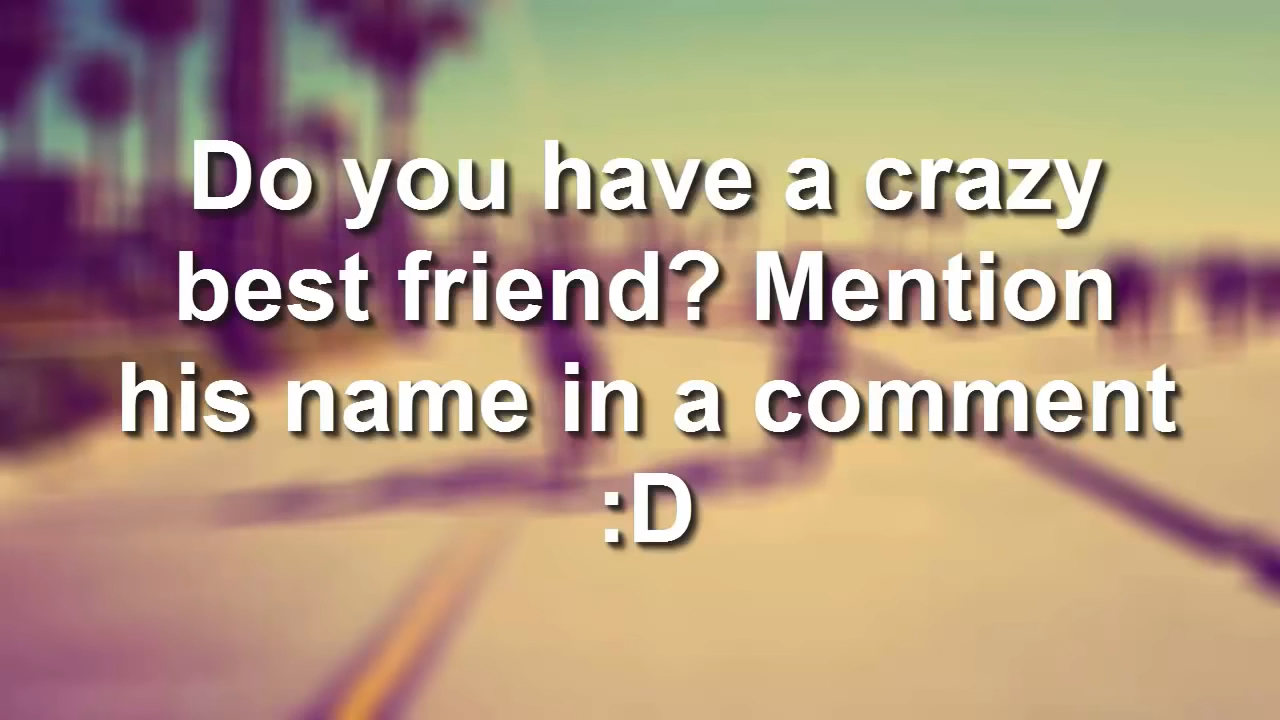 Do you have a crazy
best friend? Mention
his name in a comment
:D